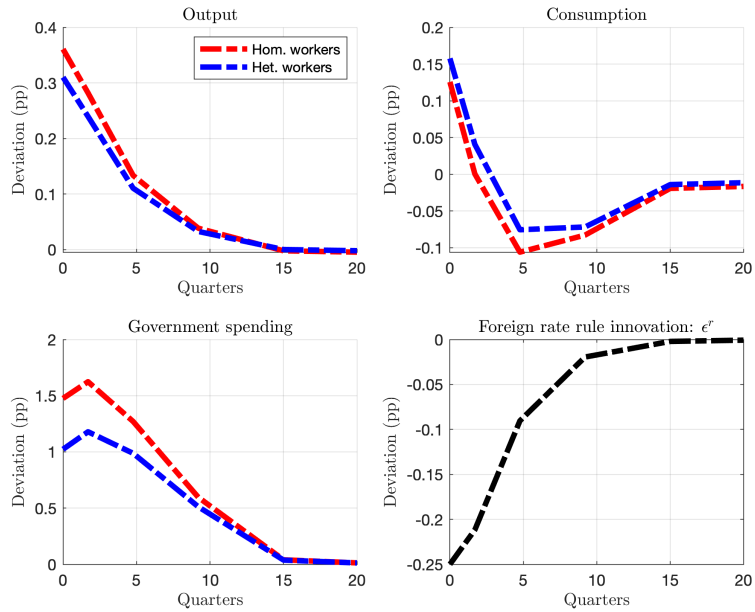 Output
Deviation (pp)
0.4
0.3
0.2
0.1
0
Hom. workers
Het. workers
0 5 10 15 20
Quarters
Consumption
Deviation (pp)
0.2
0.15
0.1
0.05
0
-0.05
-0.1
0 5 10 15 20
Quarters
Government spending
Deviation (pp)
2
1.5
1
0.5
0
0 5 10 15 20
Quarters
Foreign rate rule innovation: ϵ^r
Deviation (pp)
0
-0.05
-0.1
-0.15
-0.2
-0.25
0 5 10 15 20
Quarters